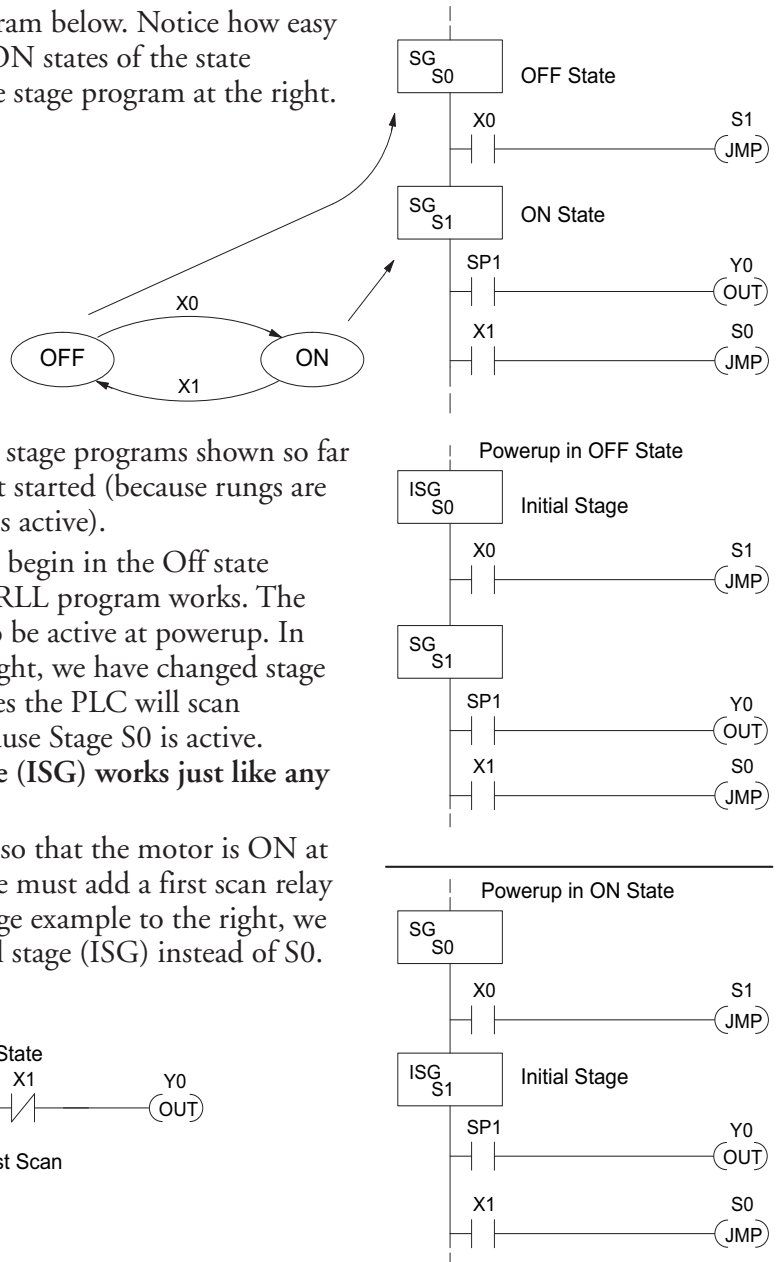 ram below. Notice how easy
ON states of the state
e stage program at the right.
SG
S0
OFF State
X0
S1
JMP
SG
S1
ON State
SP1
Y0
OUT
X1
S0
JMP
X0
OFF
ON
X1
stage programs shown so far
t started (because rungs are
s active).
begin in the Off state
RLL program works. The
o be active at powerup. In
ght, we have changed stage
es the PLC will scan
use Stage S0 is active.
e (ISG) works just like any
so that the motor is ON at
e must add a first scan relay
ge example to the right, we
l stage (ISG) instead of S0.
Powerup in OFF State
ISG
S0
Initial Stage
X0
S1
JMP
SG
S1
SP1
Y0
OUT
X1
S0
JMP
Powerup in ON State
SG
S0
X0
S1
JMP
ISG
S1
Initial Stage
SP1
Y0
OUT
X1
S0
JMP
State
X1
Y0
OUT
st Scan